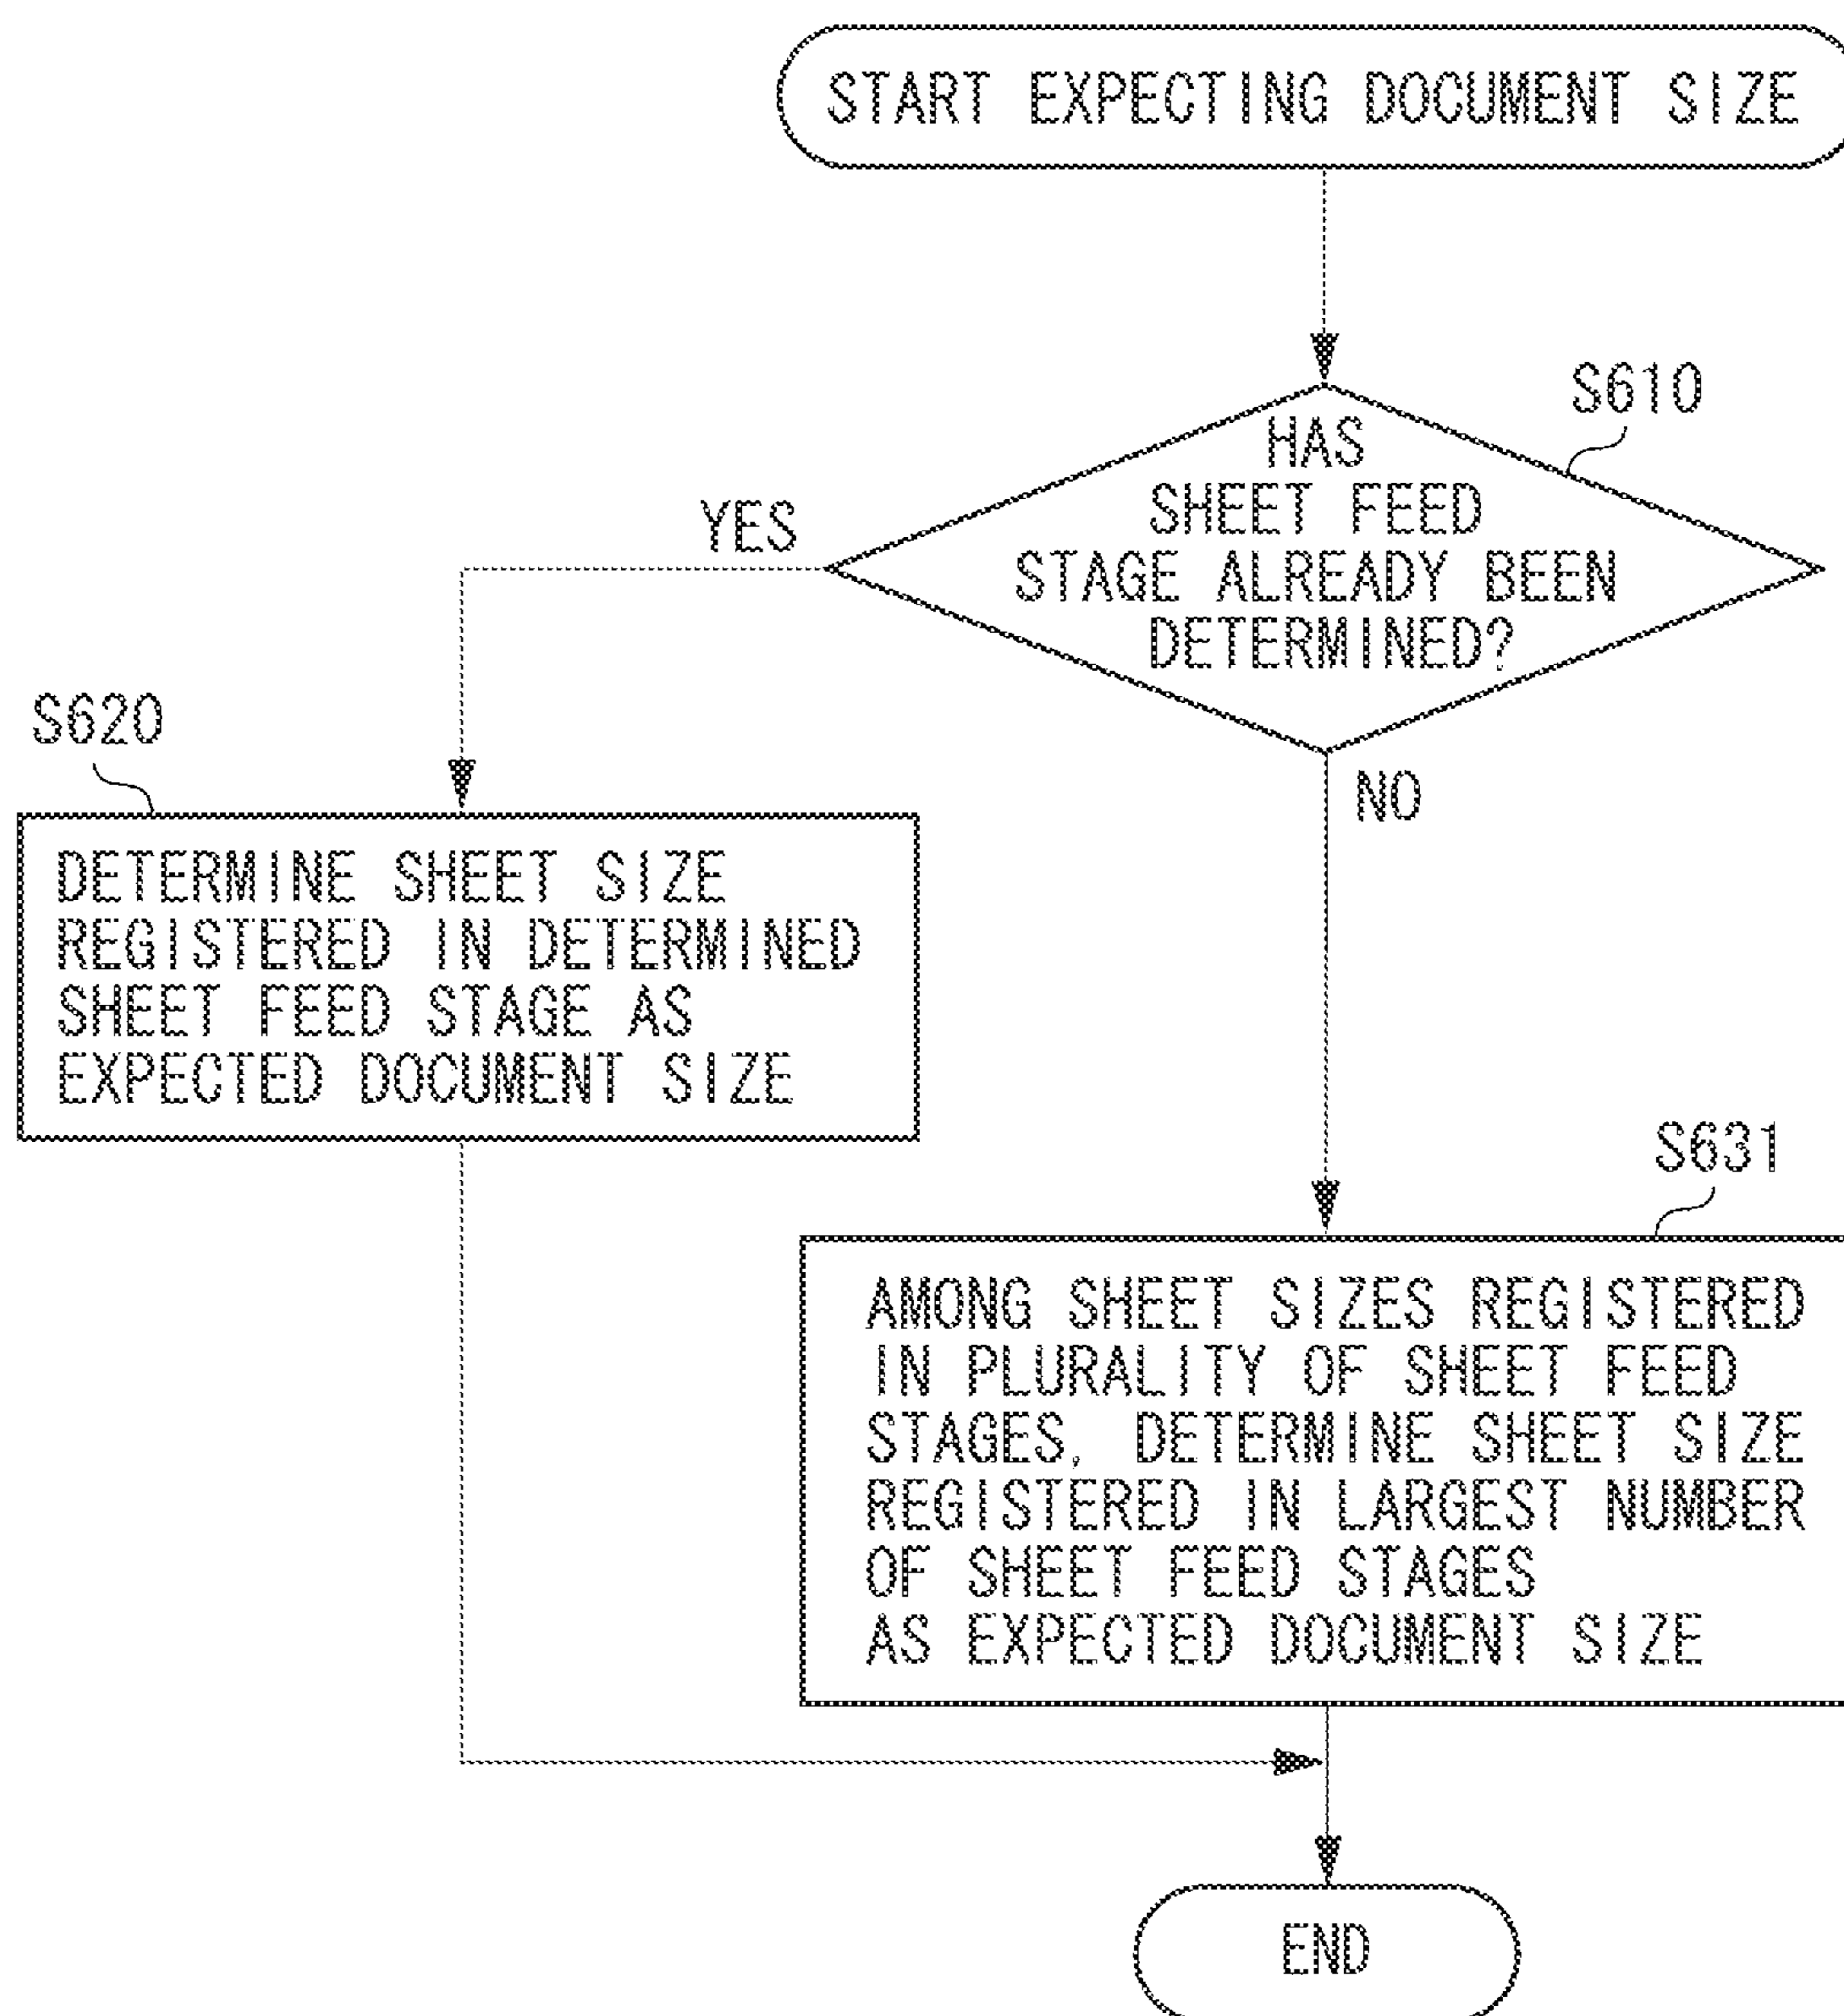 START EXPECTING DOCUMENT SIZE
S610
HAS
SHEET FEED
STAGE ALREADY BEEN
DETERMINED?
YES
NO
S620
DETERMINE SHEET SIZE
REGISTERED IN DETERMINED
SHEET FEED STAGE AS
EXPECTED DOCUMENT SIZE
S631
AMONG SHEET SIZES REGISTERED
IN PLURALITY OF SHEET FEED
STAGES, DETERMINE SHEET SIZE
REGISTERED IN LARGEST NUMBER
OF SHEET FEED STAGES
AS EXPECTED DOCUMENT SIZE
END